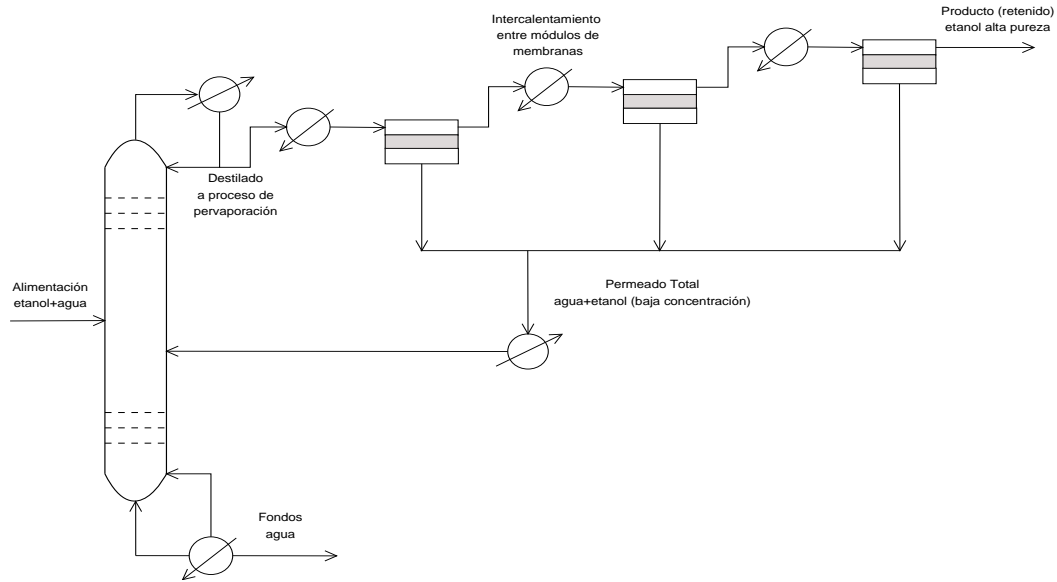 Producto (retenido)
etanol alta pureza
Intercalentamiento
entre módulos de
membranas
Destilado
a proceso de
pervaporación
Alimentación
etanol+agua
Permeado Total
agua+etanol (baja concentración)
Fondos
agua